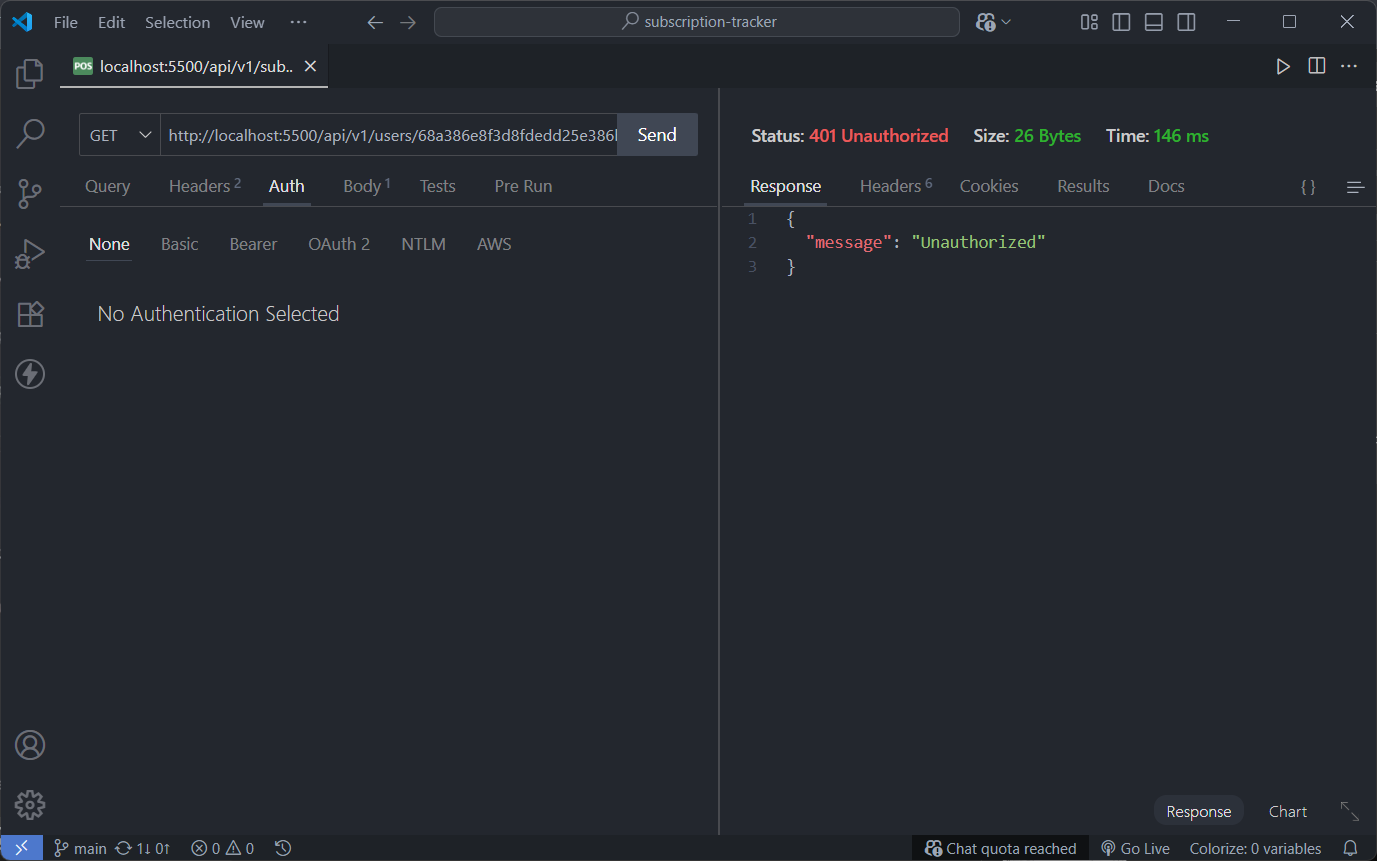 File Edit Selection View ··· subscription-tracker
POS localhost:5500/api/v1/sub..
GET http://localhost:5500/api/v1/users/68a386e8f3d8fdedd25e386 Send
Status: 401 Unauthorized Size: 26 Bytes Time: 146 ms
Query Headers 2 Auth Body 1 Tests Pre Run
Response Headers 6 Cookies Results Docs { }
1 {
2 "message": "Unauthorized"
3 }
None Basic Bearer OAuth 2 NTLM AWS
No Authentication Selected
Response Chart
main 1↓ 0↑ 0 0 Chat quota reached Go Live Colorize: 0 variables